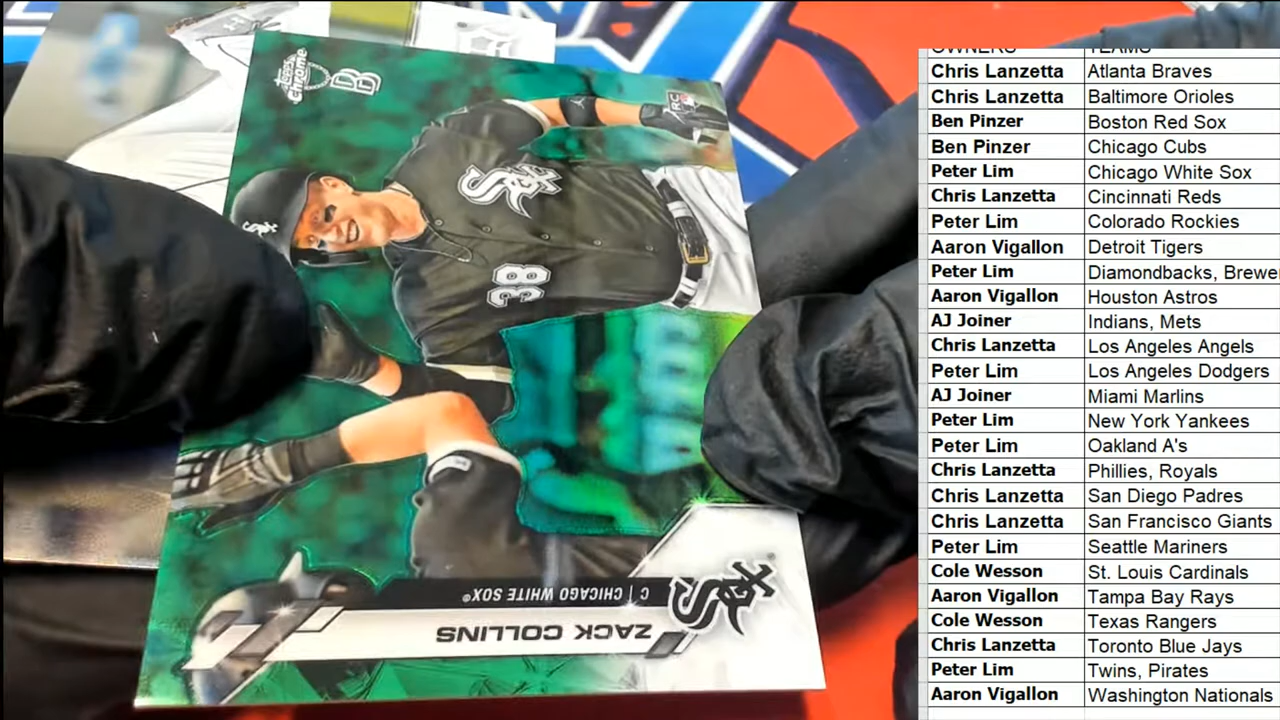 topps
chrome
RC
Sox
Sox
38
C | CHICAGO WHITE SOX®
ZACK COLLINS
Sox
OWNERS TEAMS
Chris Lanzetta Atlanta Braves
Chris Lanzetta Baltimore Orioles
Ben Pinzer Boston Red Sox
Ben Pinzer Chicago Cubs
Peter Lim Chicago White Sox
Chris Lanzetta Cincinnati Reds
Peter Lim Colorado Rockies
Aaron Vigallon Detroit Tigers
Peter Lim Diamondbacks, Brewe
Aaron Vigallon Houston Astros
AJ Joiner Indians, Mets
Chris Lanzetta Los Angeles Angels
Peter Lim Los Angeles Dodgers
AJ Joiner Miami Marlins
Peter Lim New York Yankees
Peter Lim Oakland A's
Chris Lanzetta Phillies, Royals
Chris Lanzetta San Diego Padres
Chris Lanzetta San Francisco Giants
Peter Lim Seattle Mariners
Cole Wesson St. Louis Cardinals
Aaron Vigallon Tampa Bay Rays
Cole Wesson Texas Rangers
Chris Lanzetta Toronto Blue Jays
Peter Lim Twins, Pirates
Aaron Vigallon Washington Nationals